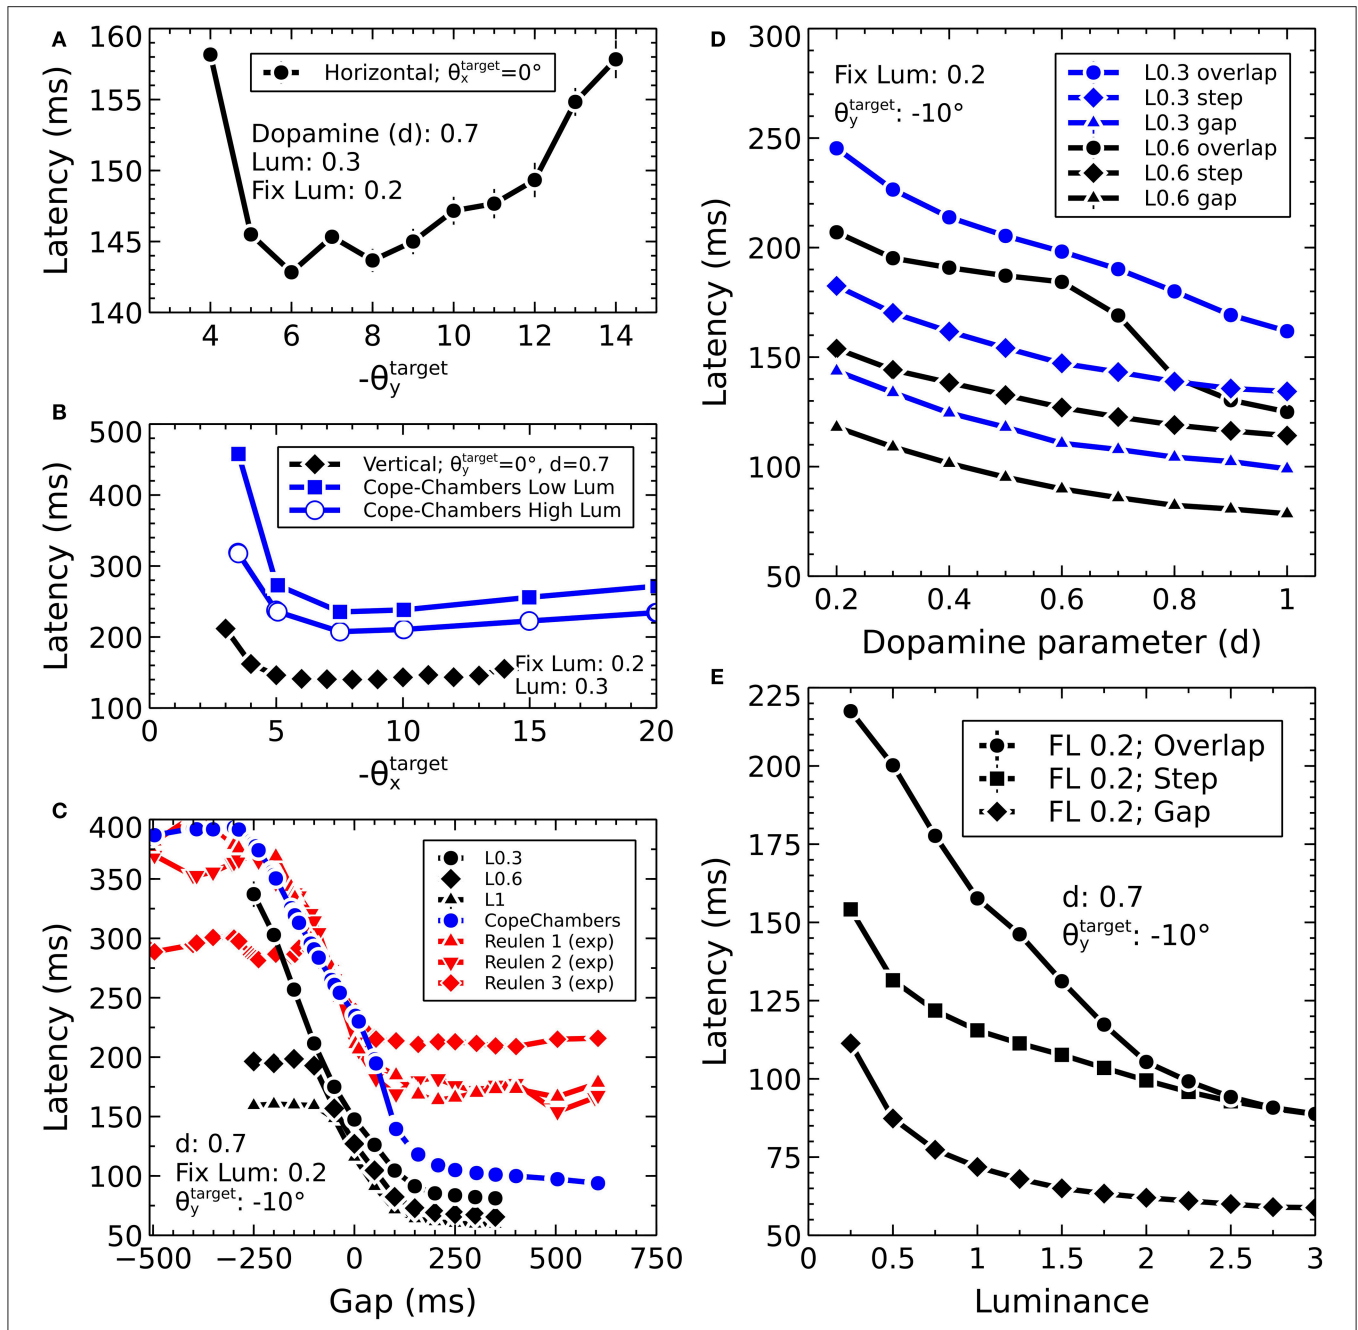 A
160
155
150
145
140
Latency (ms)
Horizontal; θ_x^target=0°
Dopamine (d): 0.7
Lum: 0.3
Fix Lum: 0.2
4 6 8 10 12 14
-θ_y^target
B
500
400
300
200
100
Latency (ms)
Vertical; θ_y^target=0°, d=0.7
Cope-Chambers Low Lum
Cope-Chambers High Lum
Fix Lum: 0.2
Lum: 0.3
0 5 10 15 20
-θ_x^target
C
400
350
300
250
200
150
100
50
Latency (ms)
L0.3
L0.6
L1
CopeChambers
Reulen 1 (exp)
Reulen 2 (exp)
Reulen 3 (exp)
d: 0.7
Fix Lum: 0.2
θ_y^target: -10°
−500 −250 0 250 500 750
Gap (ms)
D
300
250
200
150
100
50
Latency (ms)
Fix Lum: 0.2
θ_y^target: -10°
L0.3 overlap
L0.3 step
L0.3 gap
L0.6 overlap
L0.6 step
L0.6 gap
0.2 0.4 0.6 0.8 1
Dopamine parameter (d)
E
225
200
175
150
125
100
75
50
Latency (ms)
FL 0.2; Overlap
FL 0.2; Step
FL 0.2; Gap
d: 0.7
θ_y^target: -10°
0 0.5 1 1.5 2 2.5 3
Luminance